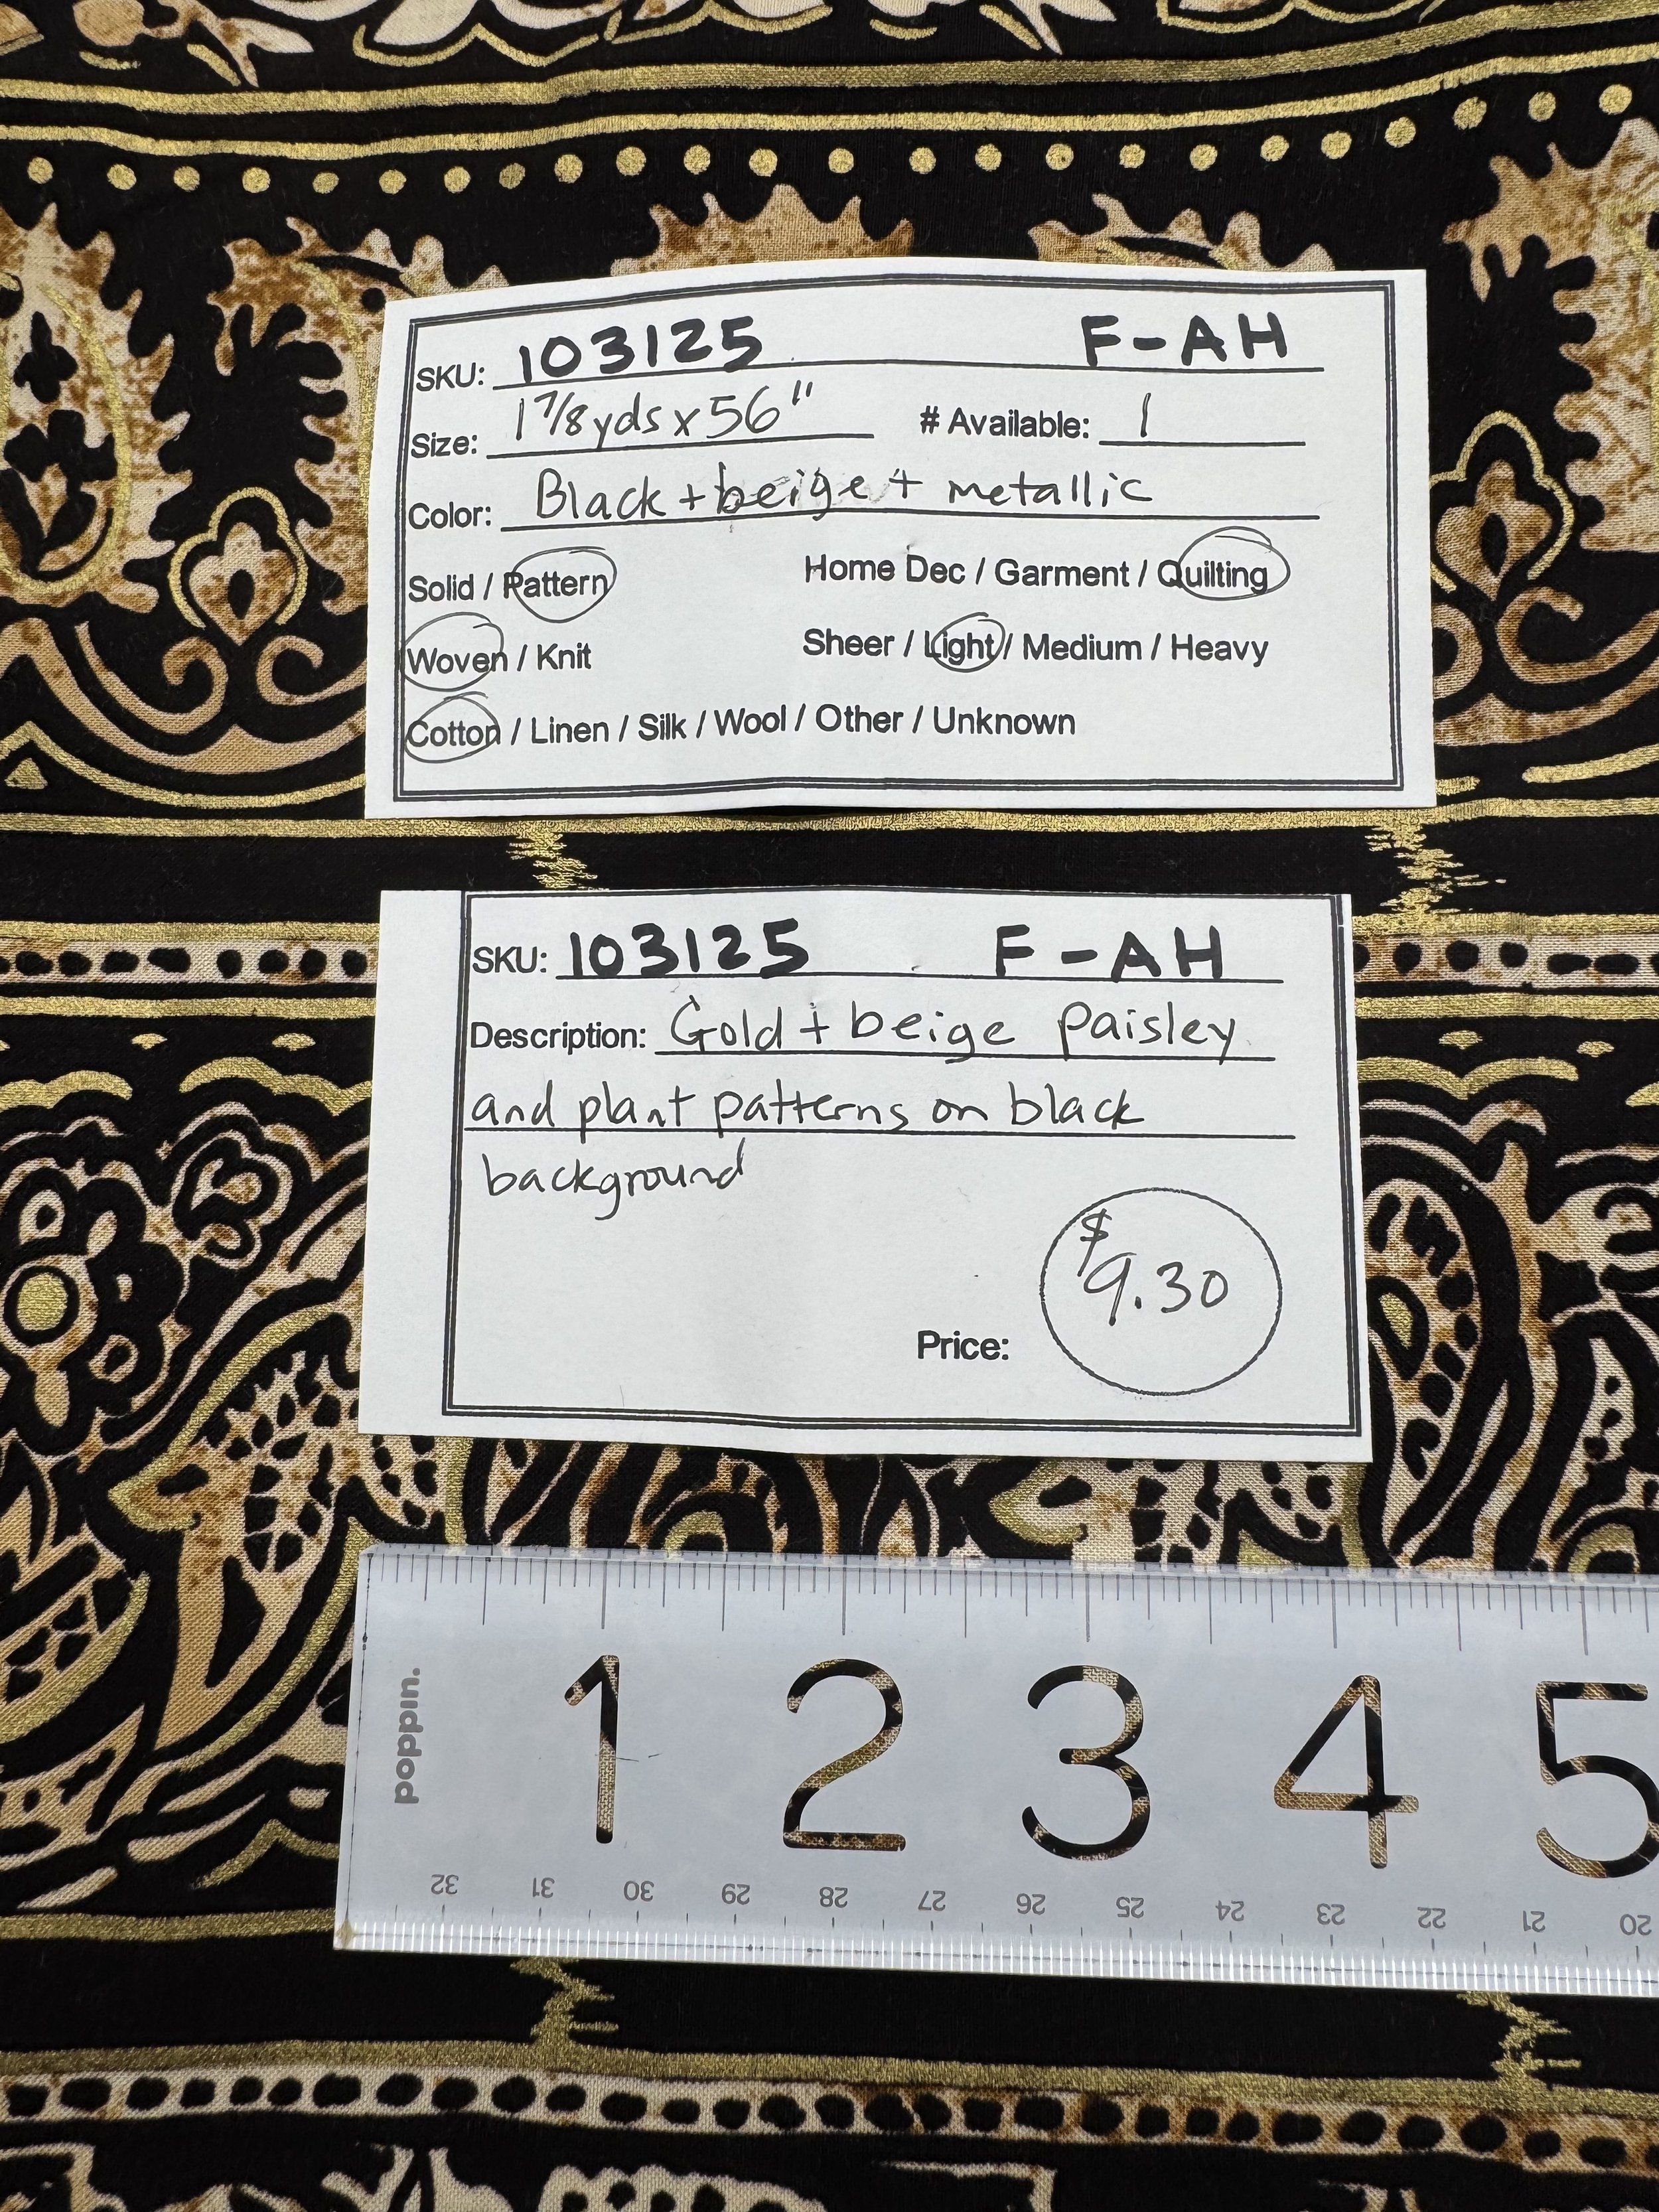 SKU: 103125 F-AH
Size: 1 7/8 yds x 56" # Available: 1
Color: Black + beige + metallic
Solid / Pattern Home Dec / Garment / Quilting
Woven / Knit Sheer / Light / Medium / Heavy
Cotton / Linen / Silk / Wool / Other / Unknown
SKU: 103125 F-AH
Description: Gold + beige paisley
and plant patterns on black
background
$9.30
Price:
1 2 3 4 5
poppin.
32 31 30 29 28 27 26 25 24 23 22 21 20